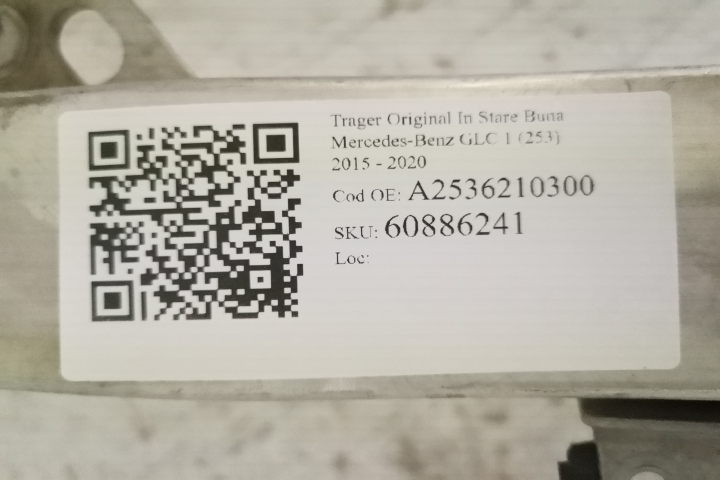 Trager Original In Stare Buna
Mercedes-Benz GLC 1 (253)
2015 - 2020
Cod OE: A2536210300
SKU: 60886241
Loc: